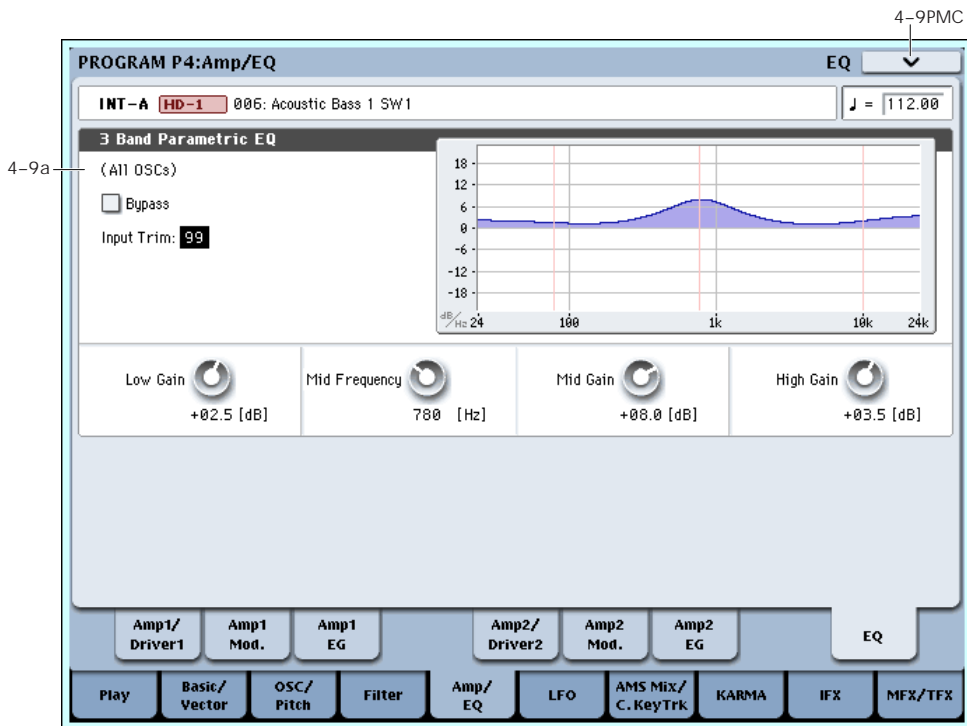 4-9PMC
PROGRAM P4:Amp/EQ
EQ
INT-A HD-1 006: Acoustic Bass 1 SW1
♩ = 112.00
3 Band Parametric EQ
4-9a
(All OSCs)
Bypass
Input Trim: 99
18
12
6
0
-6
-12
-18
dB/Hz 24 100 1k 10k 24k
Low Gain
+02.5 [dB]
Mid Frequency
780 [Hz]
Mid Gain
+08.0 [dB]
High Gain
+03.5 [dB]
Amp1/
Driver1
Amp1
Mod.
Amp1
EG
Amp2/
Driver2
Amp2
Mod.
Amp2
EG
EQ
Play
Basic/
Vector
OSC/
Pitch
Filter
Amp/
EQ
LFO
AMS Mix/
C.KeyTrk
KARMA
IFX
MFX/TFX